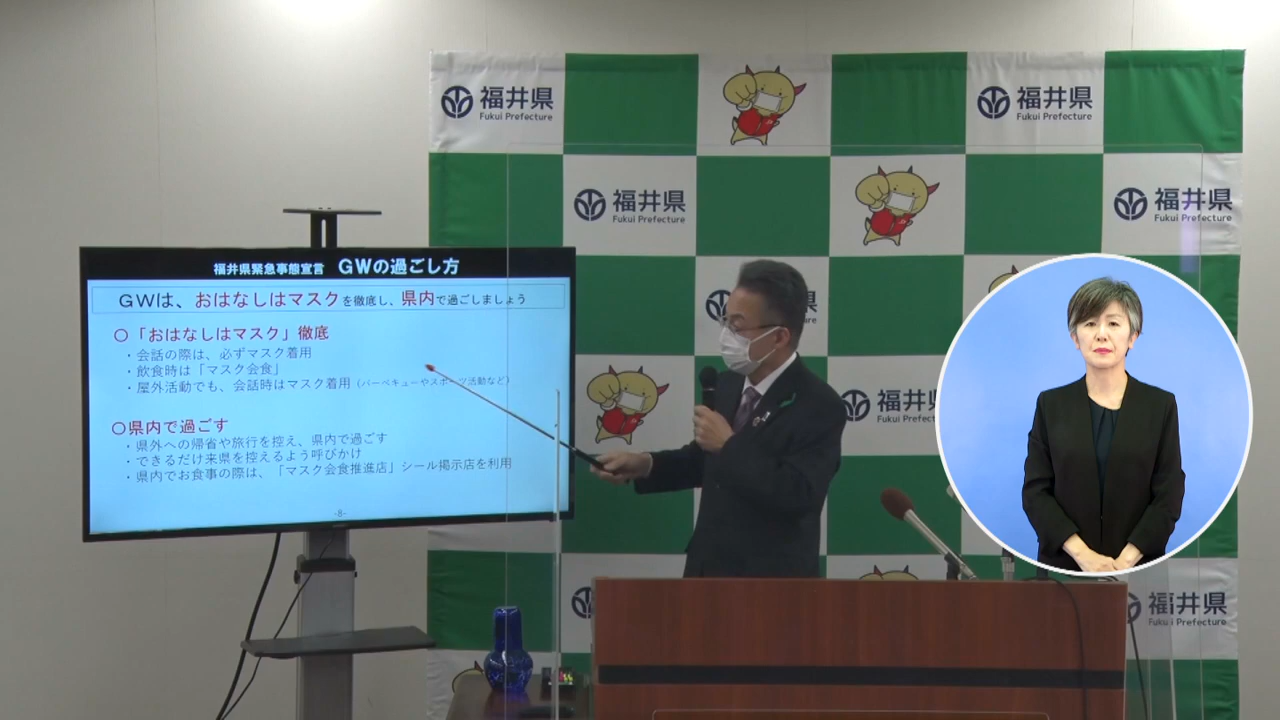 福井県
Fukui Prefecture
福井県
Fukui Prefecture
福井県
Fukui Prefecture
福井県
Fukui Prefecture
福井県緊急事態宣言 GWの過ごし方
GWは、おはなしはマスクを徹底し、県内で過ごしましょう
〇「おはなしはマスク」徹底
・会話の際は、必ずマスク着用
・飲食時は「マスク会食」
・屋外活動でも、会話時はマスク着用（バーベキューやスポーツ活動など）
〇県内で過ごす
・県外への帰省や旅行を控え、県内で過ごす
・できるだけ来県を控えるよう呼びかけ
・県内でお食事の際は、「マスク会食推進店」シール掲示店を利用
-8-
福井県
Fukui
福井県
Fukui Prefecture